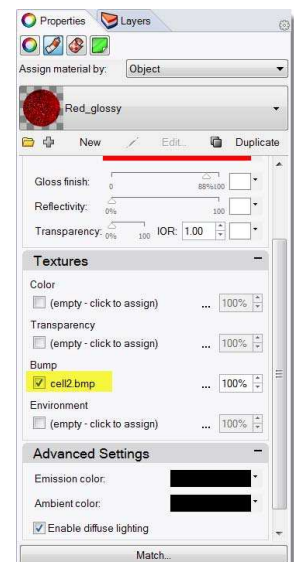 Properties Layers
Assign material by: Object
Red_glossy
New Edit... Duplicate
Gloss finish: 0 88% 100
Reflectivity: 0% 100
Transparency: 0% 100 IOR: 1.00
Textures
Color
(empty - click to assign) ... 100%
Transparency
(empty - click to assign) ... 100%
Bump
cell2.bmp ... 100%
Environment
(empty - click to assign) ... 100%
Advanced Settings
Emission color:
Ambient color:
Enable diffuse lighting
Match...